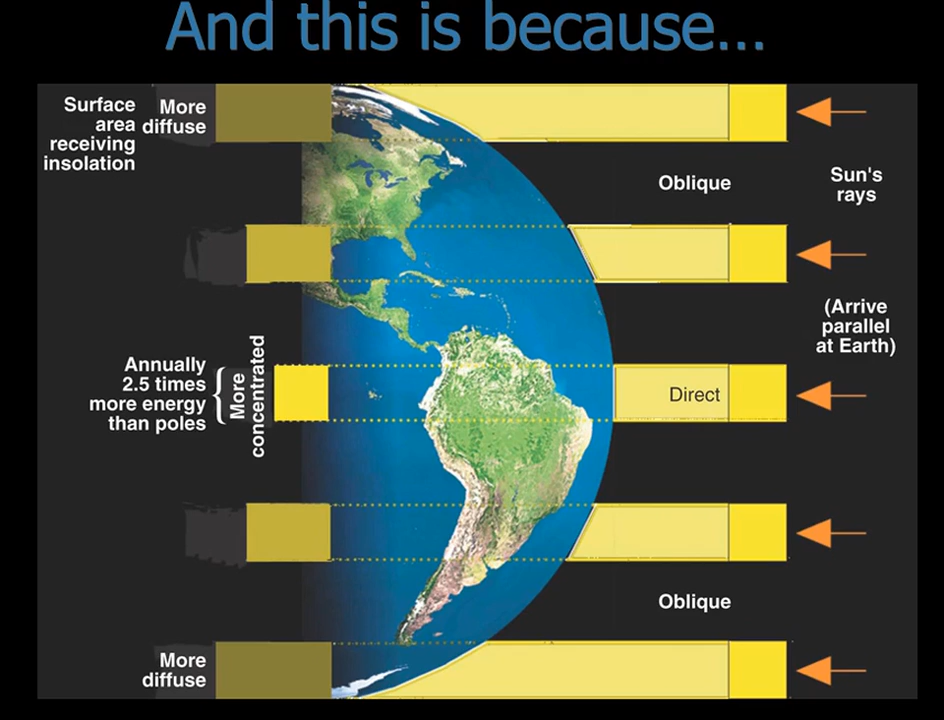 And this is because...
Surface
area
receiving
insolation
More
diffuse
Oblique
Sun's
rays
(Arrive
parallel
at Earth)
Annually
2.5 times
more energy
than poles
More
concentrated
Direct
Oblique
More
diffuse